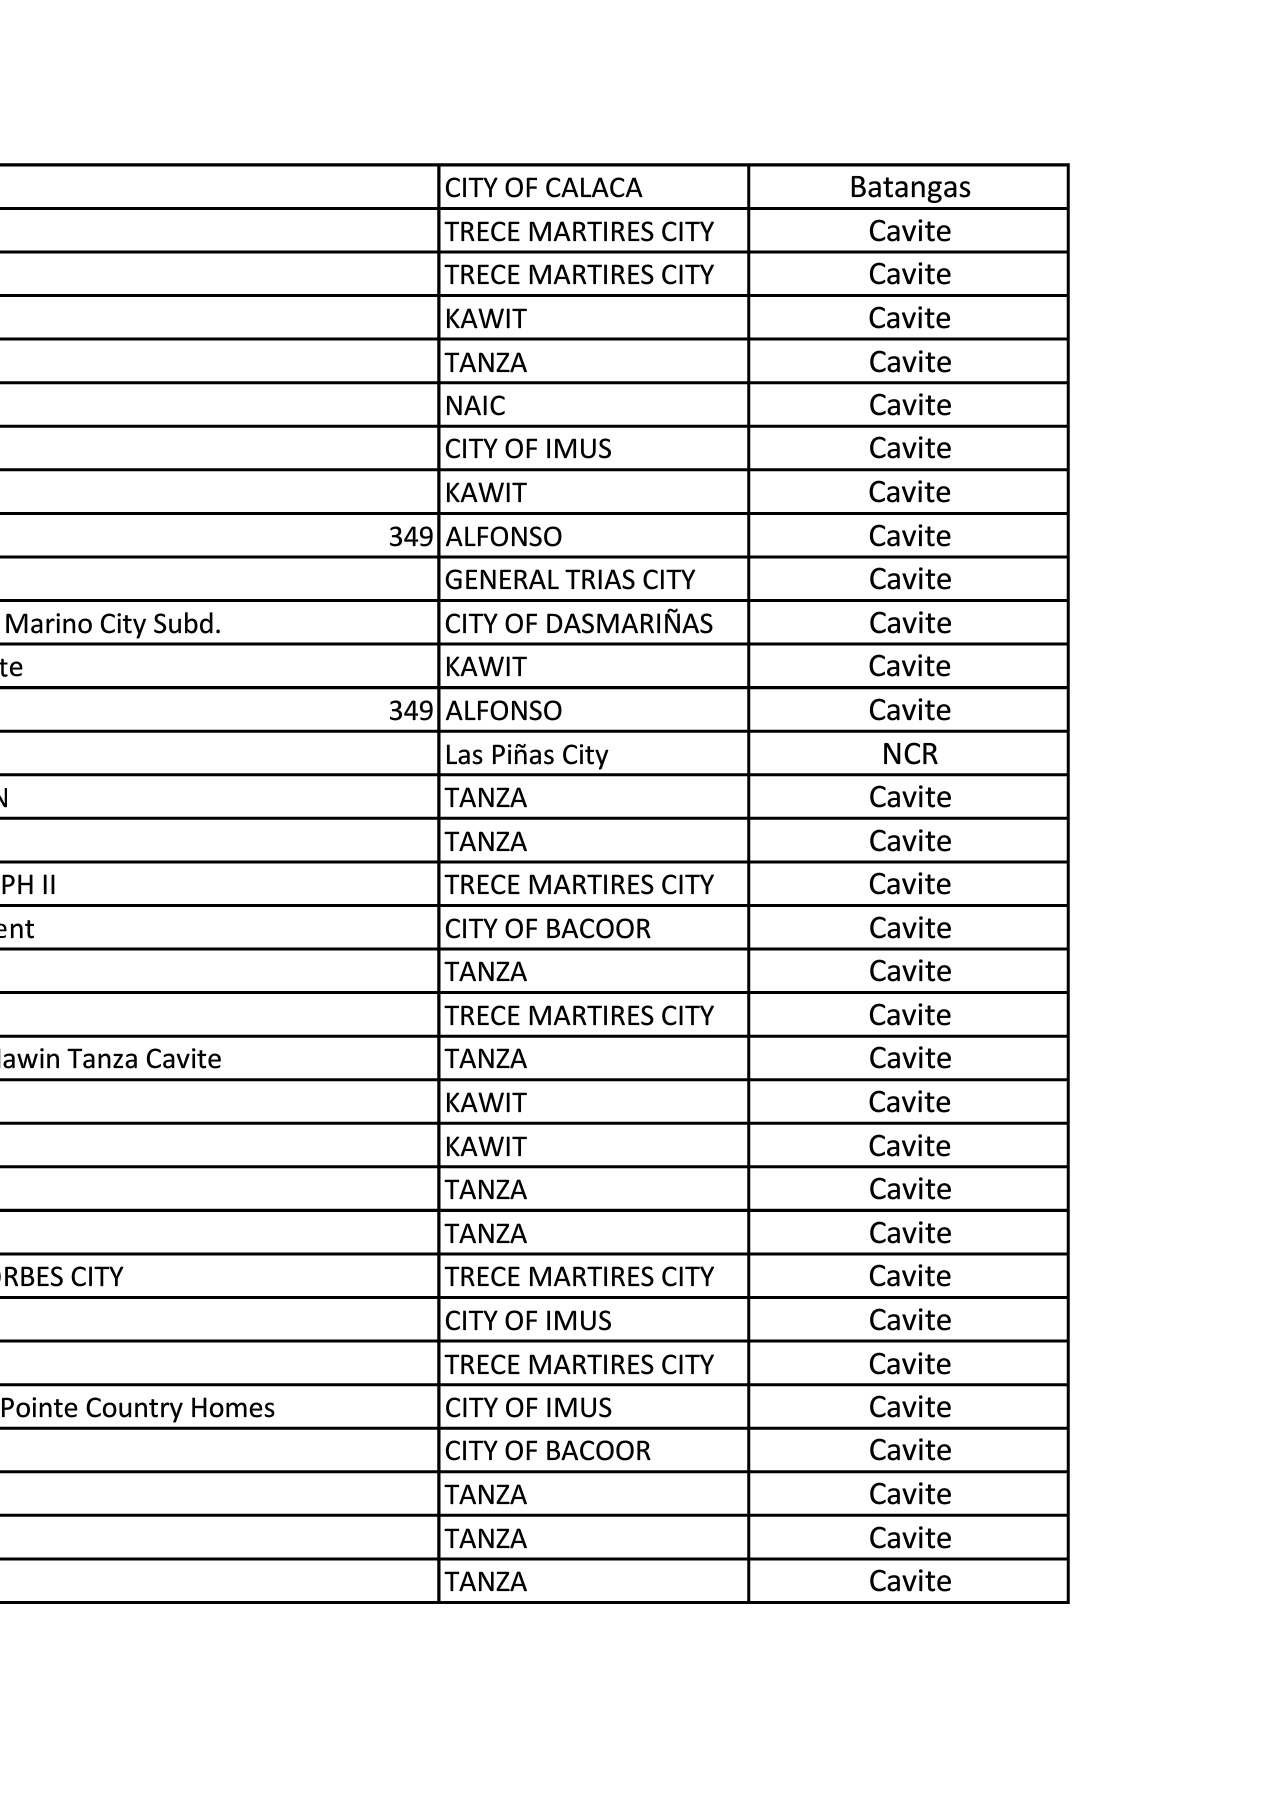 CITY OF CALACA Batangas
TRECE MARTIRES CITY Cavite
TRECE MARTIRES CITY Cavite
KAWIT Cavite
TANZA Cavite
NAIC Cavite
CITY OF IMUS Cavite
KAWIT Cavite
349 ALFONSO Cavite
GENERAL TRIAS CITY Cavite
Marino City Subd. CITY OF DASMARIÑAS Cavite
te KAWIT Cavite
349 ALFONSO Cavite
Las Piñas City NCR
N TANZA Cavite
TANZA Cavite
PH II TRECE MARTIRES CITY Cavite
ent CITY OF BACOOR Cavite
TANZA Cavite
TRECE MARTIRES CITY Cavite
lawin Tanza Cavite TANZA Cavite
KAWIT Cavite
KAWIT Cavite
TANZA Cavite
TANZA Cavite
ORBES CITY TRECE MARTIRES CITY Cavite
CITY OF IMUS Cavite
TRECE MARTIRES CITY Cavite
Pointe Country Homes CITY OF IMUS Cavite
CITY OF BACOOR Cavite
TANZA Cavite
TANZA Cavite
TANZA Cavite